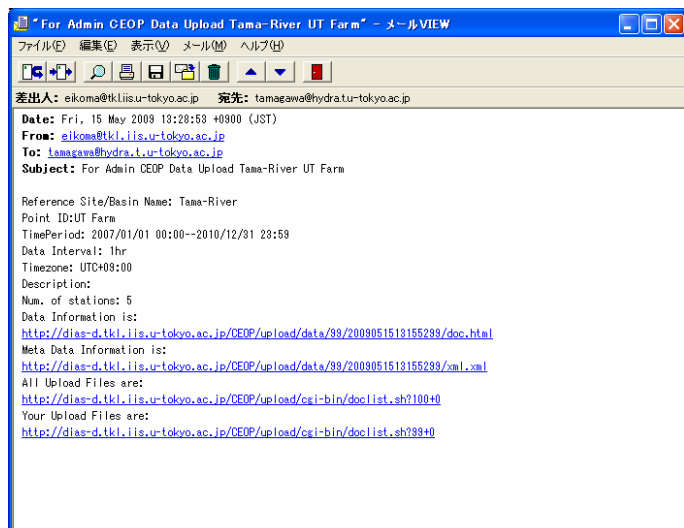 "For Admin CEOP Data Upload Tama-River UT Farm" - メールVIEW
ファイル(F) 編集(E) 表示(V) メール(M) ヘルプ(H)
差出人: eikoma@tkl.iis.u-tokyo.ac.jp 宛先: tamagawa@hydra.t.u-tokyo.ac.jp
Date: Fri, 15 May 2009 13:28:53 +0900 (JST)
From: eikoma@tkl.iis.u-tokyo.ac.jp
To: tamagawa@hydra.t.u-tokyo.ac.jp
Subject: For Admin CEOP Data Upload Tama-River UT Farm
Reference Site/Basin Name: Tama-River
Point ID:UT Farm
TimePeriod: 2007/01/01 00:00--2010/12/31 23:59
Data Interval: 1hr
Timezone: UTC+09:00
Description:
Num. of stations: 5
Data Information is:
http://dias-d.tkl.iis.u-tokyo.ac.jp/CEOP/upload/data/99/2009051513155299/doc.html
Meta Data Information is:
http://dias-d.tkl.iis.u-tokyo.ac.jp/CEOP/upload/data/99/2009051513155299/xml.xml
All Upload Files are:
http://dias-d.tkl.iis.u-tokyo.ac.jp/CEOP/upload/cgi-bin/doclist.sh?100+0
Your Upload Files are:
http://dias-d.tkl.iis.u-tokyo.ac.jp/CEOP/upload/cgi-bin/doclist.sh?99+0